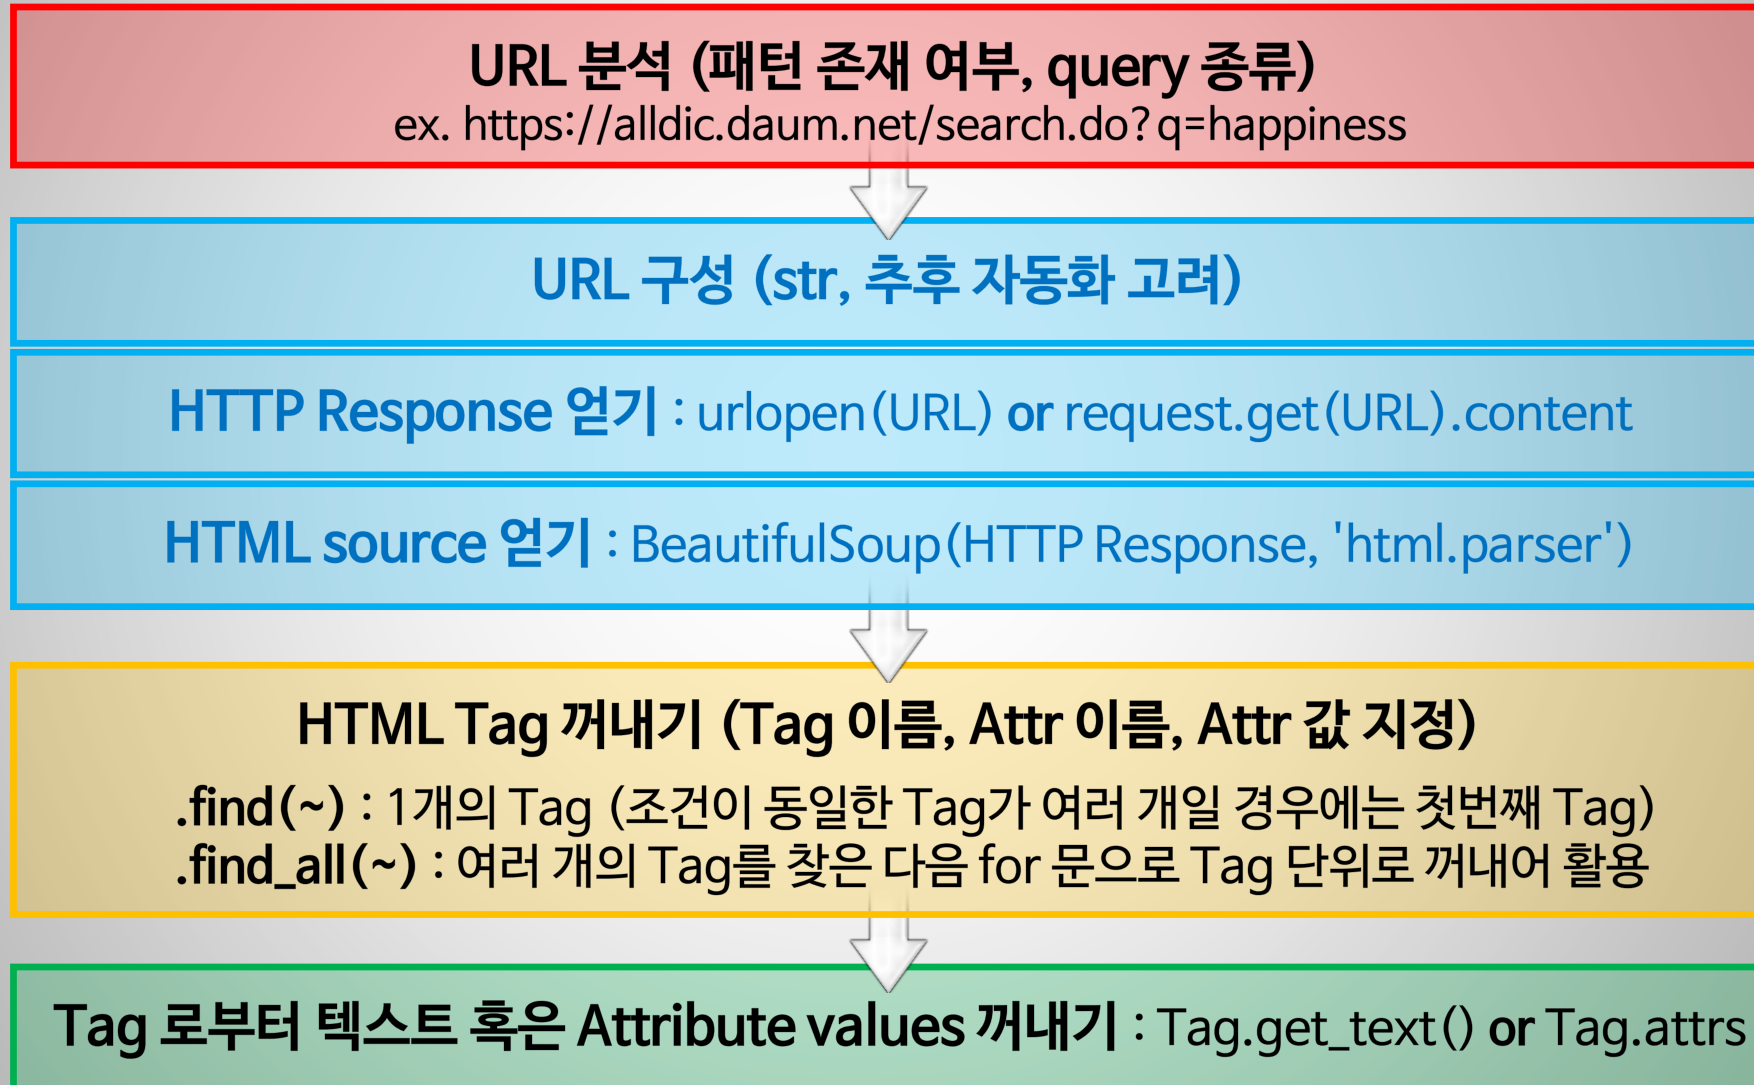 URL 분석 (패턴 존재 여부, query 종류)
ex. https://alldic.daum.net/search.do?q=happiness
URL 구성 (str, 추후 자동화 고려)
HTTP Response 얻기 : urlopen(URL) or request.get(URL).content
HTML source 얻기 : BeautifulSoup(HTTP Response, 'html.parser')
HTML Tag 꺼내기 (Tag 이름, Attr 이름, Attr 값 지정)
.find(~) : 1개의 Tag (조건이 동일한 Tag가 여러 개일 경우에는 첫번째 Tag)
.find_all(~) : 여러 개의 Tag를 찾은 다음 for 문으로 Tag 단위로 꺼내어 활용
Tag 로부터 텍스트 혹은 Attribute values 꺼내기 : Tag.get_text() or Tag.attrs